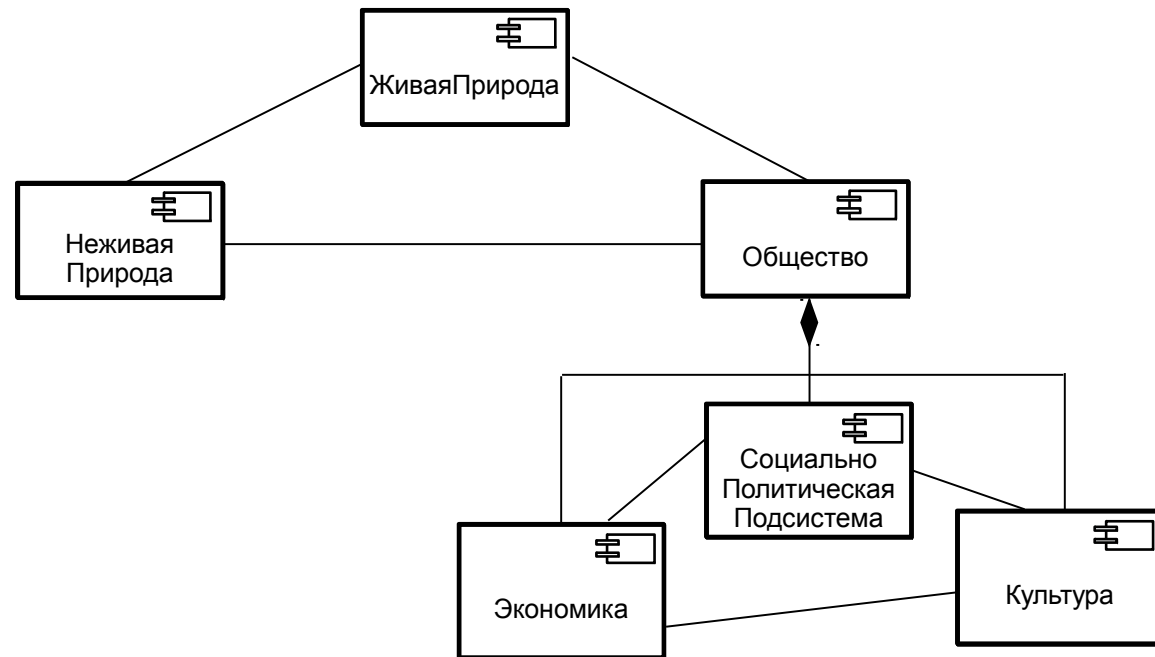 ЖиваяПрирода
Неживая
Природа
Общество
Социально
Политическая
Подсистема
Экономика
Культура